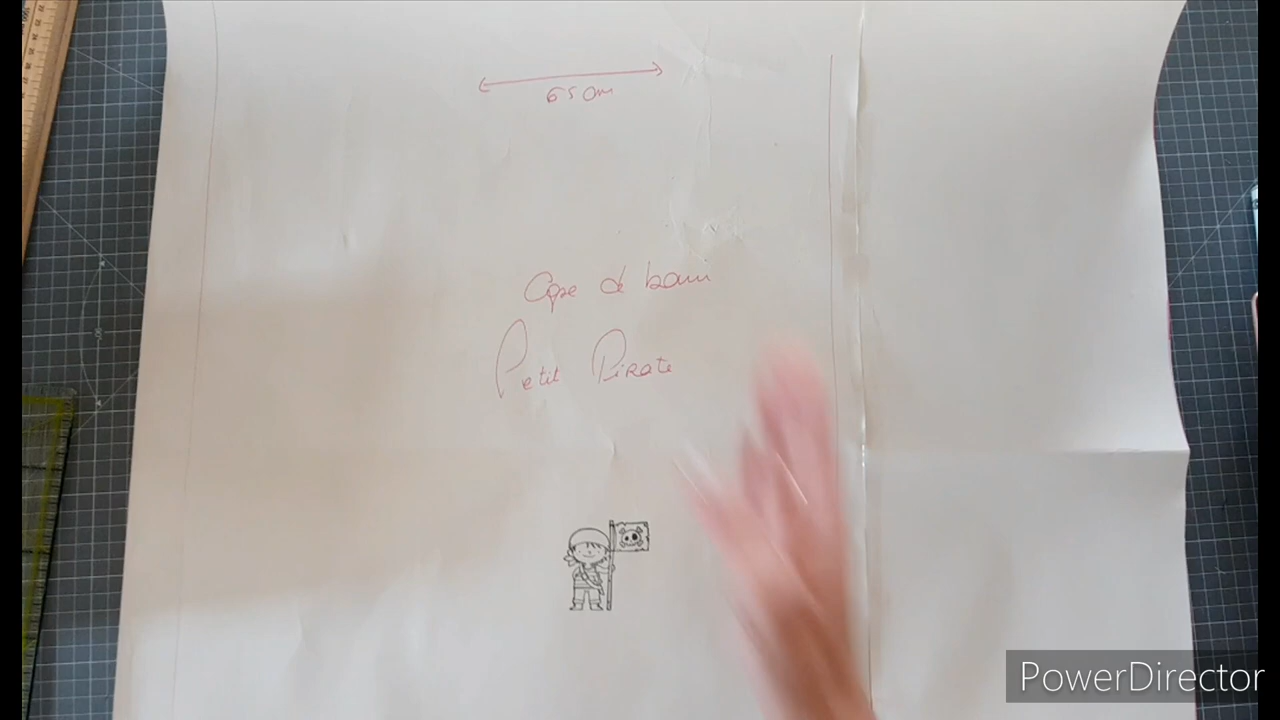 65 cm
Cape de bain
Petit Pirate
PowerDirector